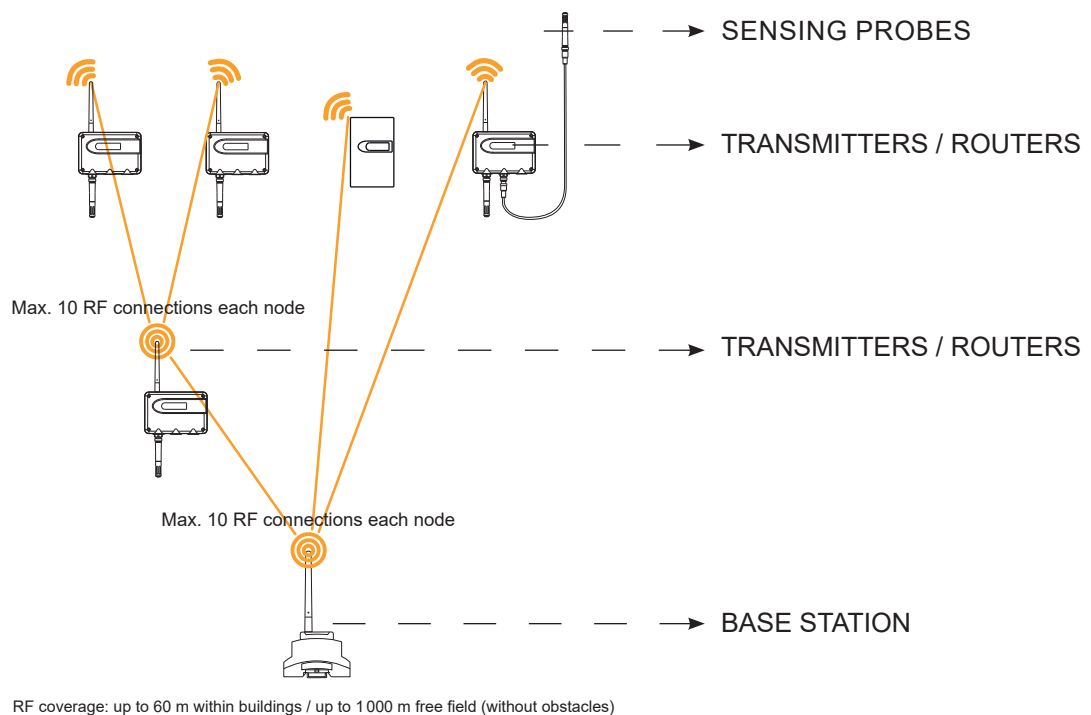 SENSING PROBES
TRANSMITTERS / ROUTERS
Max. 10 RF connections each node
TRANSMITTERS / ROUTERS
Max. 10 RF connections each node
BASE STATION
RF coverage: up to 60 m within buildings / up to 1000 m free field (without obstacles)